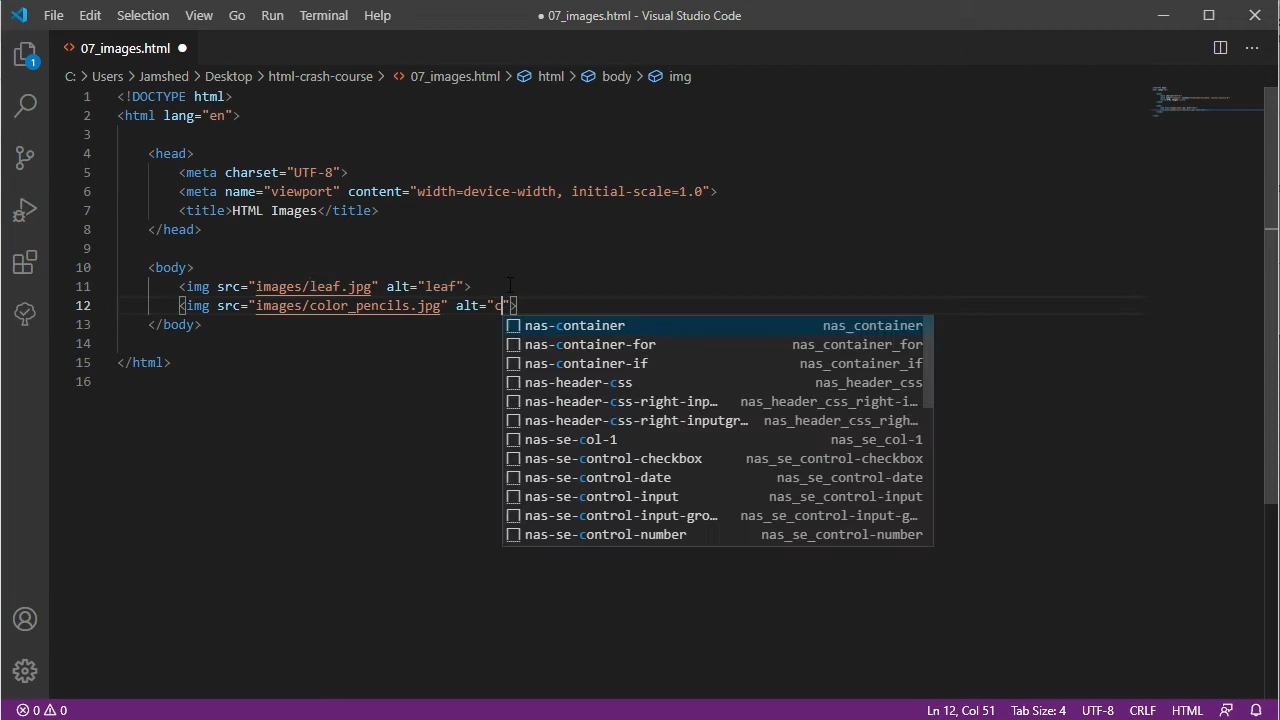 File Edit Selection View Go Run Terminal Help ● 07_images.html - Visual Studio Code
07_images.html
C: > Users > Jamshed > Desktop > html-crash-course > 07_images.html > html > body > img
1 <!DOCTYPE html>
2 <html lang="en">
3
4 <head>
5 <meta charset="UTF-8">
6 <meta name="viewport" content="width=device-width, initial-scale=1.0">
7 <title>HTML Images</title>
8 </head>
9
10 <body>
11 <img src="images/leaf.jpg" alt="leaf">
12 <img src="images/color_pencils.jpg" alt="c">
13 </body>
14
15 </html>
16
nas-container nas_container
nas-container-for nas_container_for
nas-container-if nas_container_if
nas-header-css nas_header_css
nas-header-css-right-inp… nas_header_css_right-i…
nas-header-css-right-inputgr… nas_header_css_righ…
nas-se-col-1 nas_se_col-1
nas-se-control-checkbox nas_se_control-checkbox
nas-se-control-date nas_se_control-date
nas-se-control-input nas_se_control-input
nas-se-control-input-gro… nas_se_control-input-g…
nas-se-control-number nas_se_control-number
1
0 0 Ln 12, Col 51 Tab Size: 4 UTF-8 CRLF HTML